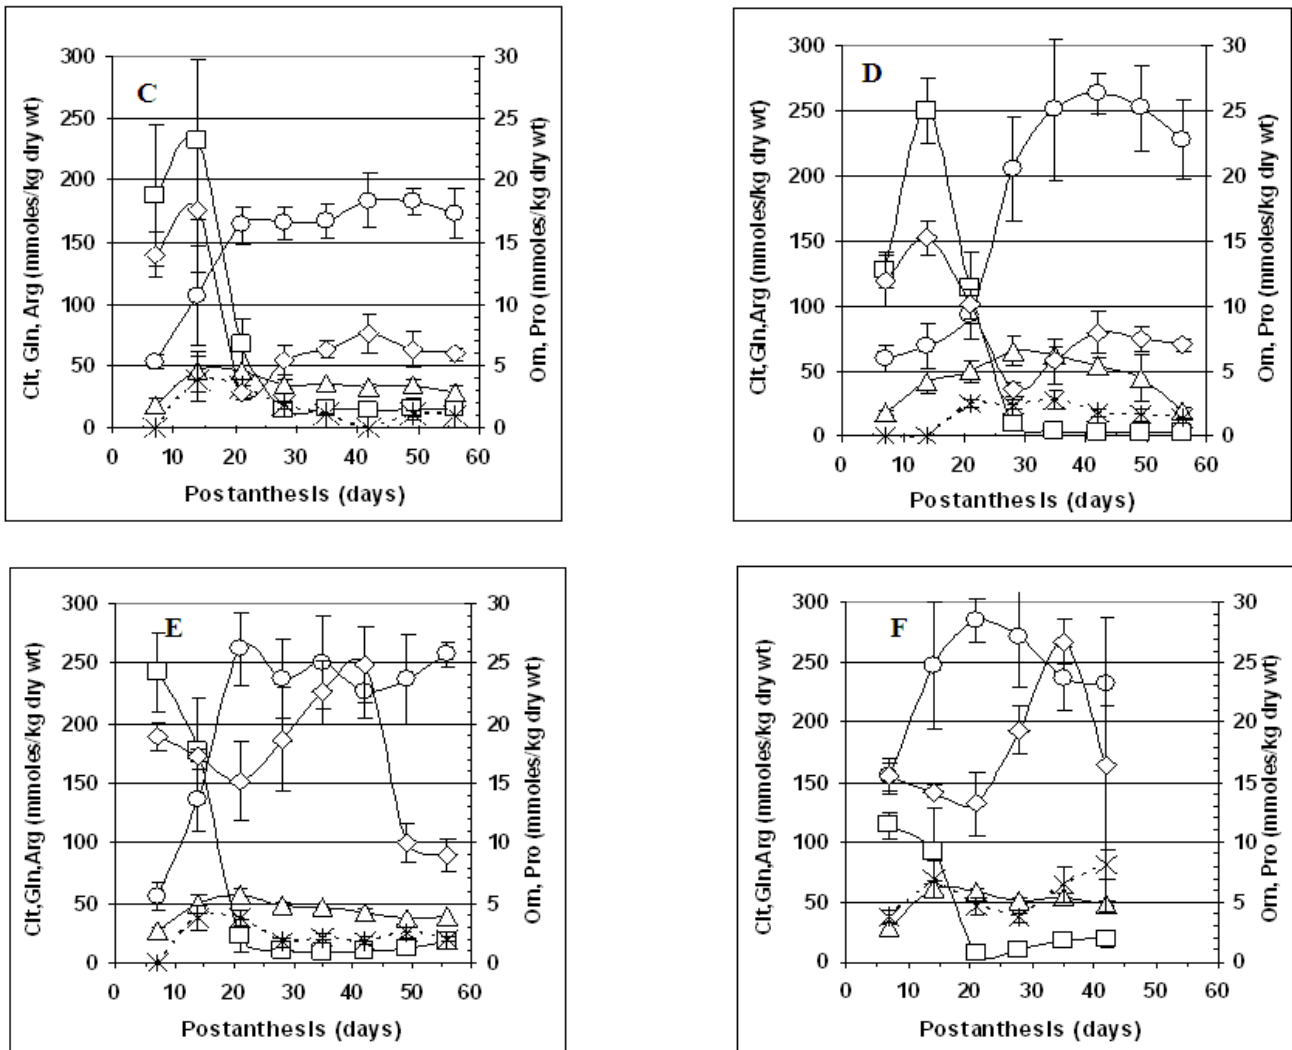 C
Clt, Gln, Arg (mmoles/kg dry wt)
300
250
200
150
100
50
0
30
25
20
15
10
5
0
Orn, Pro (mmoles/kg dry wt)
0 10 20 30 40 50 60
Postanthesis (days)
D
Clt, Gln,Arg (mmoles/kg dry wt)
300
250
200
150
100
50
0
30
25
20
15
10
5
0
Orn, Pro (mmoles/kg dry wt)
0 10 20 30 40 50 60
Postanthesis (days)
E
Clt,Gln,Arg (mmoles/kg dry wt)
300
250
200
150
100
50
0
30
25
20
15
10
5
0
Orn, Pro (mmoles/kg dry wt)
0 10 20 30 40 50 60
Postanthesis (days)
F
Clt,Gln,Arg (mmoles/kg dry wt)
300
250
200
150
100
50
0
30
25
20
15
10
5
0
Orn, Pro (mmoles/kg dry wt)
0 10 20 30 40 50 60
Postanthesis (days)